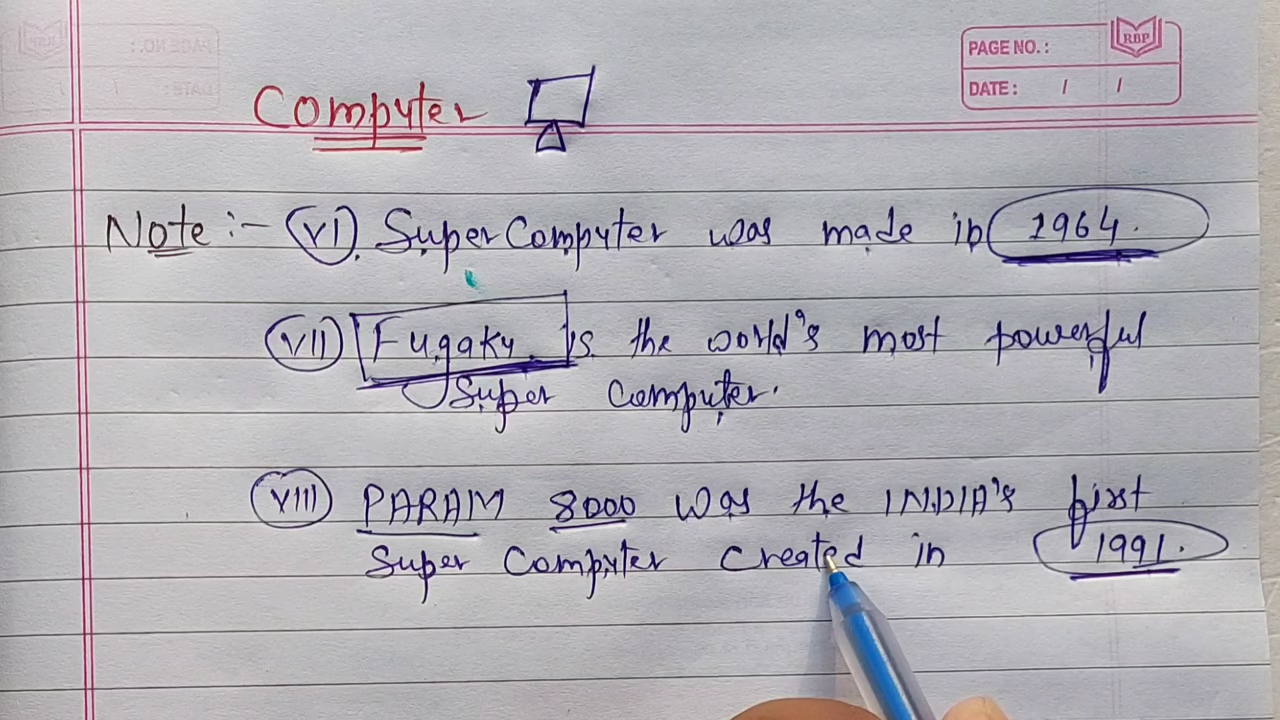 RBP
PAGE NO. :
DATE : / /
Computer
Note :- (VI). Super Computer was made in 1964.
(VII) Fugaku is the world's most powerful
Super Computer.
(VIII) PARAM 8000 was the INDIA's first
Super Computer created in 1991.